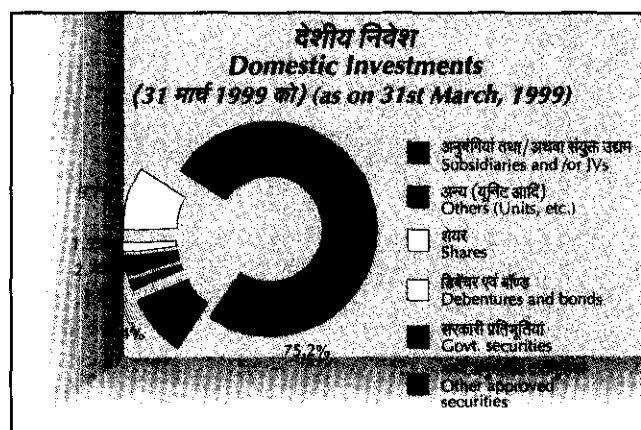 देशीय निवेश
Domestic Investments
(31 मार्च 1999 को) (as on 31st March, 1999)
अनुषंगियां तथा/अथवा संयुक्त उद्यम
Subsidiaries and /or JVs
अन्य (यूनिट आदि)
Others (Units, etc.)
शेयर
Shares
डिबेंचर एवं बॉण्ड
Debentures and bonds
सरकारी प्रतिभूतियां
Govt. securities
Other approved
securities
75.2%